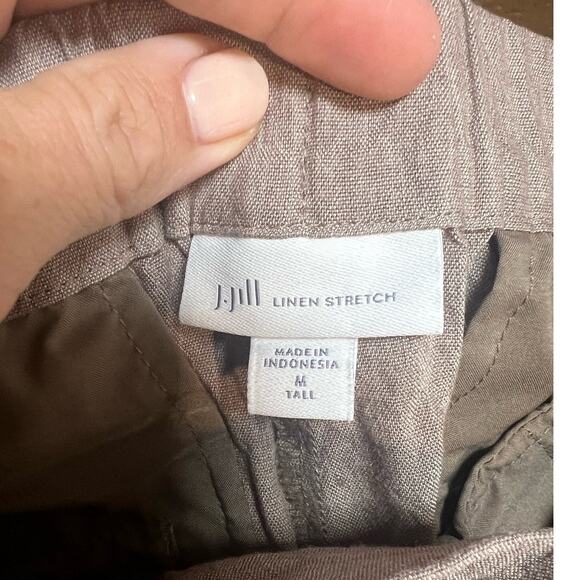 J.Jill LINEN STRETCH
MADE IN
INDONESIA
M
TALL